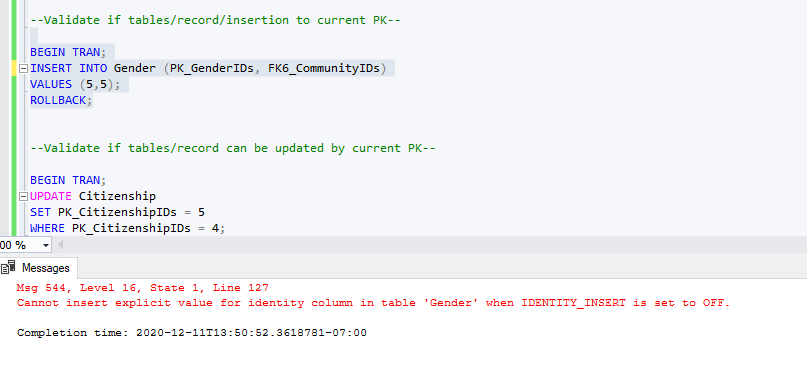 --Validate if tables/record/insertion to current PK--
BEGIN TRAN;
INSERT INTO Gender (PK_GenderIDs, FK6_CommunityIDs)
VALUES (5,5);
ROLLBACK;
--Validate if tables/record can be updated by current PK--
BEGIN TRAN;
UPDATE Citizenship
SET PK_CitizenshipIDs = 5
WHERE PK_CitizenshipIDs = 4;
00 %
Messages
Msg 544, Level 16, State 1, Line 127
Cannot insert explicit value for identity column in table 'Gender' when IDENTITY_INSERT is set to OFF.
Completion time: 2020-12-11T13:50:52.3618781-07:00